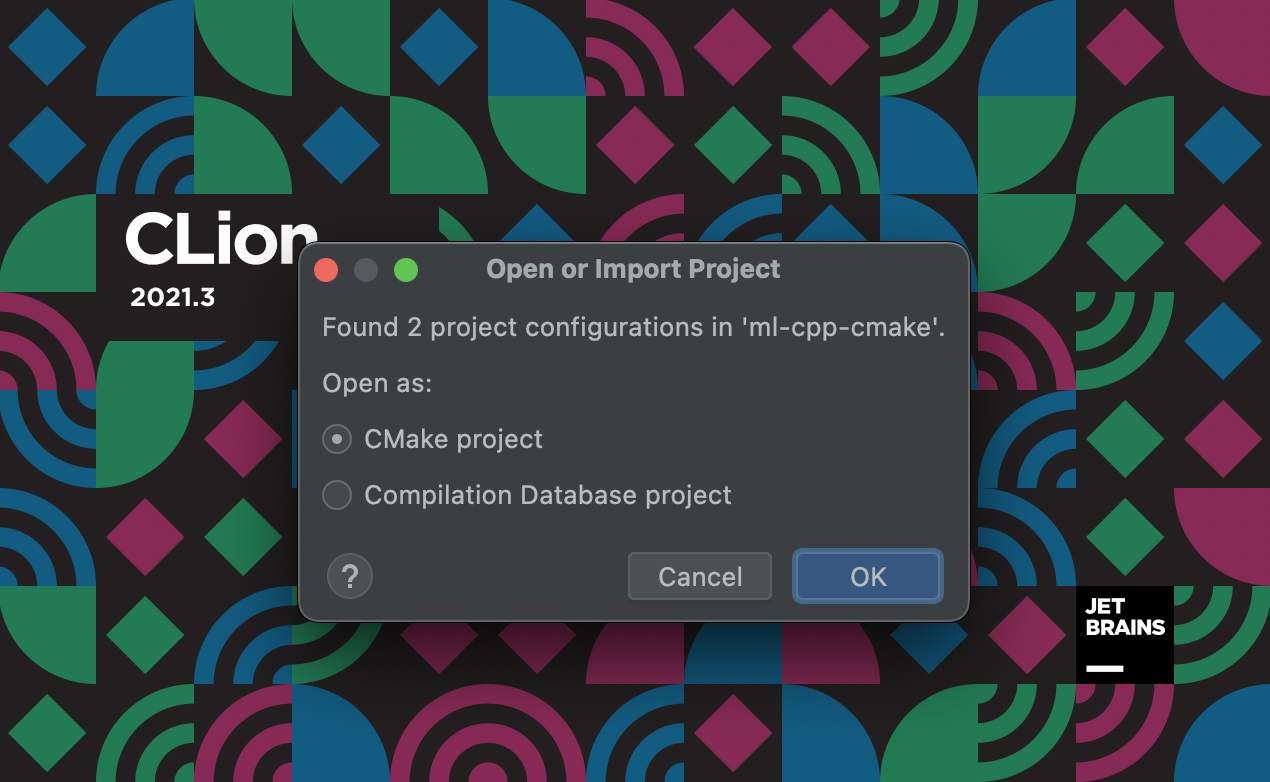 CLion
2021.3
Open or Import Project
Found 2 project configurations in 'ml-cpp-cmake'.
Open as:
CMake project
Compilation Database project
?
Cancel
OK
JET
BRAINS